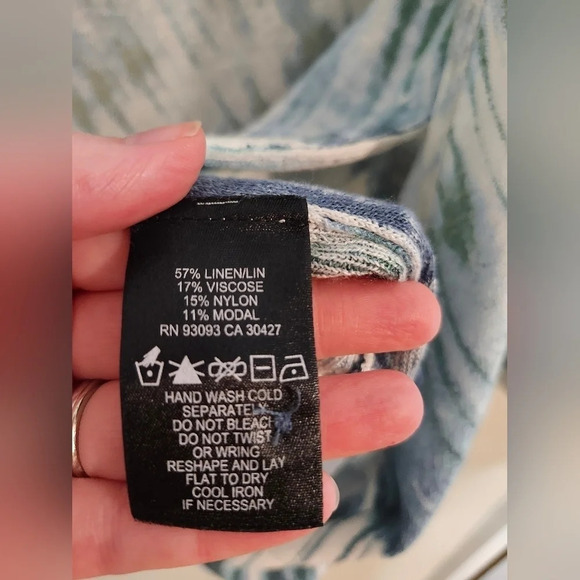 57% LINEN/LIN
17% VISCOSE
15% NYLON
11% MODAL
RN 93093 CA 30427
HAND WASH COLD
SEPARATELY
DO NOT BLEACH
DO NOT TWIST
OR WRING
RESHAPE AND LAY
FLAT TO DRY
COOL IRON
IF NECESSARY